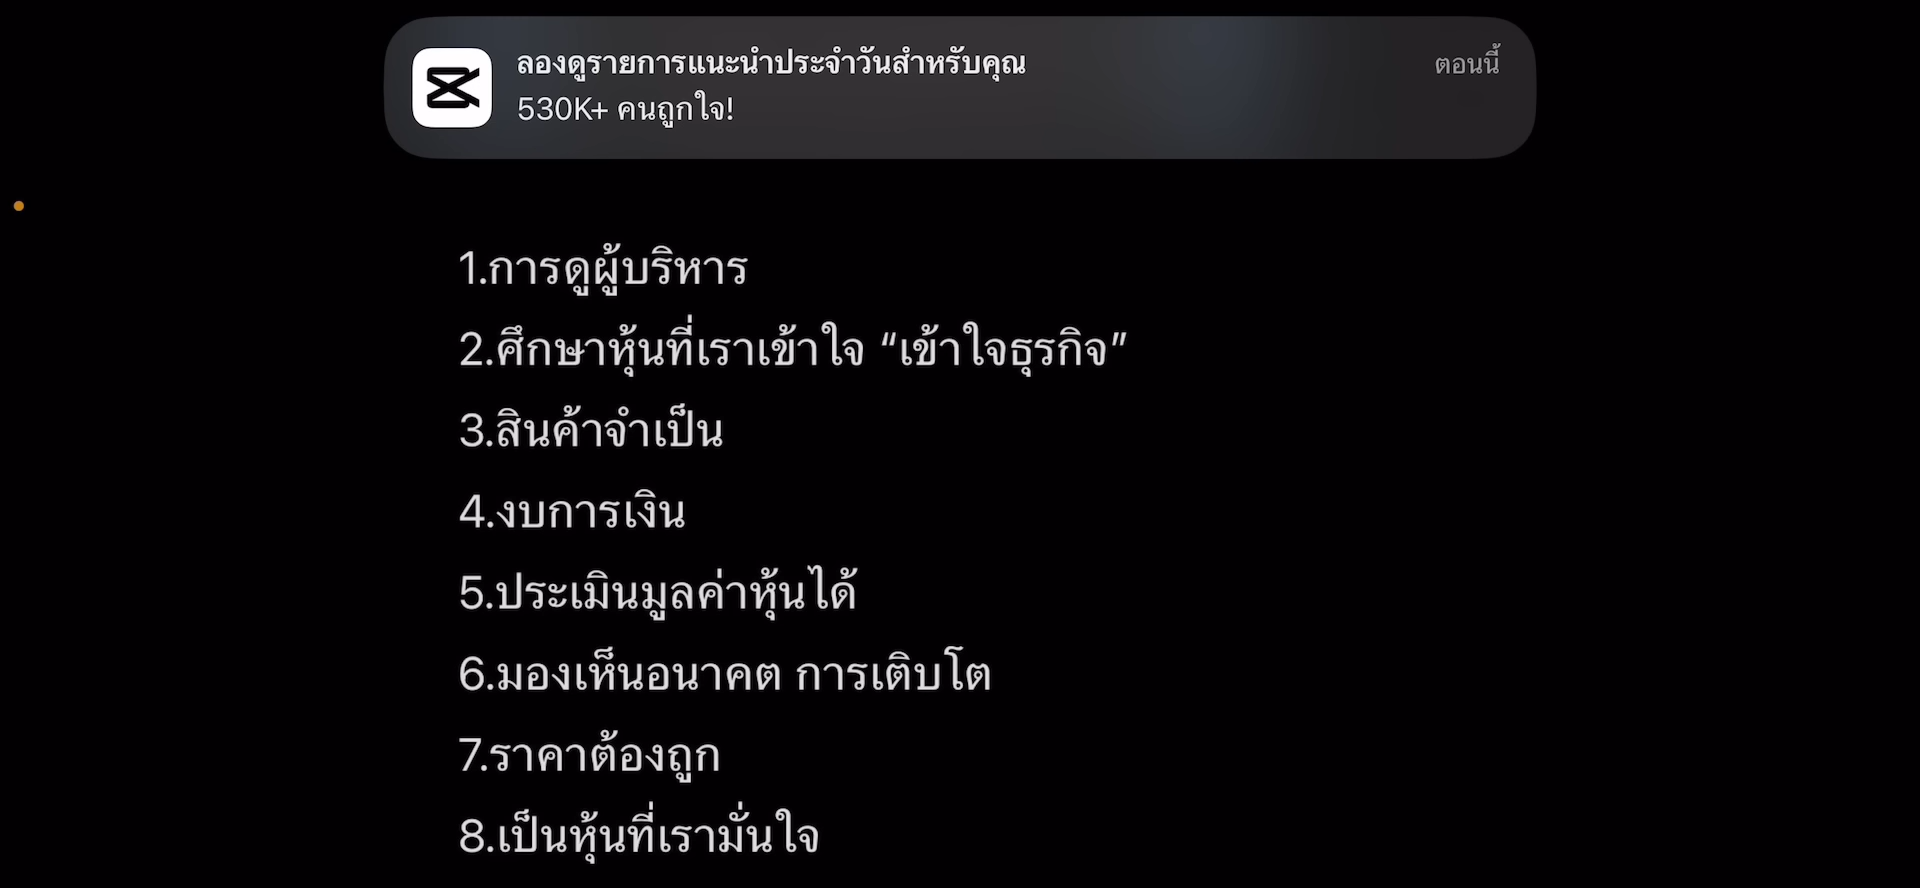 ลองดูรายการแนะนำประจำวันสำหรับคุณ
ตอนนี้
530K+ คนถูกใจ!
1.การดูผู้บริหาร
2.ศึกษาหุ้นที่เราเข้าใจ “เข้าใจธุรกิจ”
3.สินค้าจำเป็น
4.งบการเงิน
5.ประเมินมูลค่าหุ้นได้
6.มองเห็นอนาคต การเติบโต
7.ราคาต้องถูก
8.เป็นหุ้นที่เรามั่นใจ